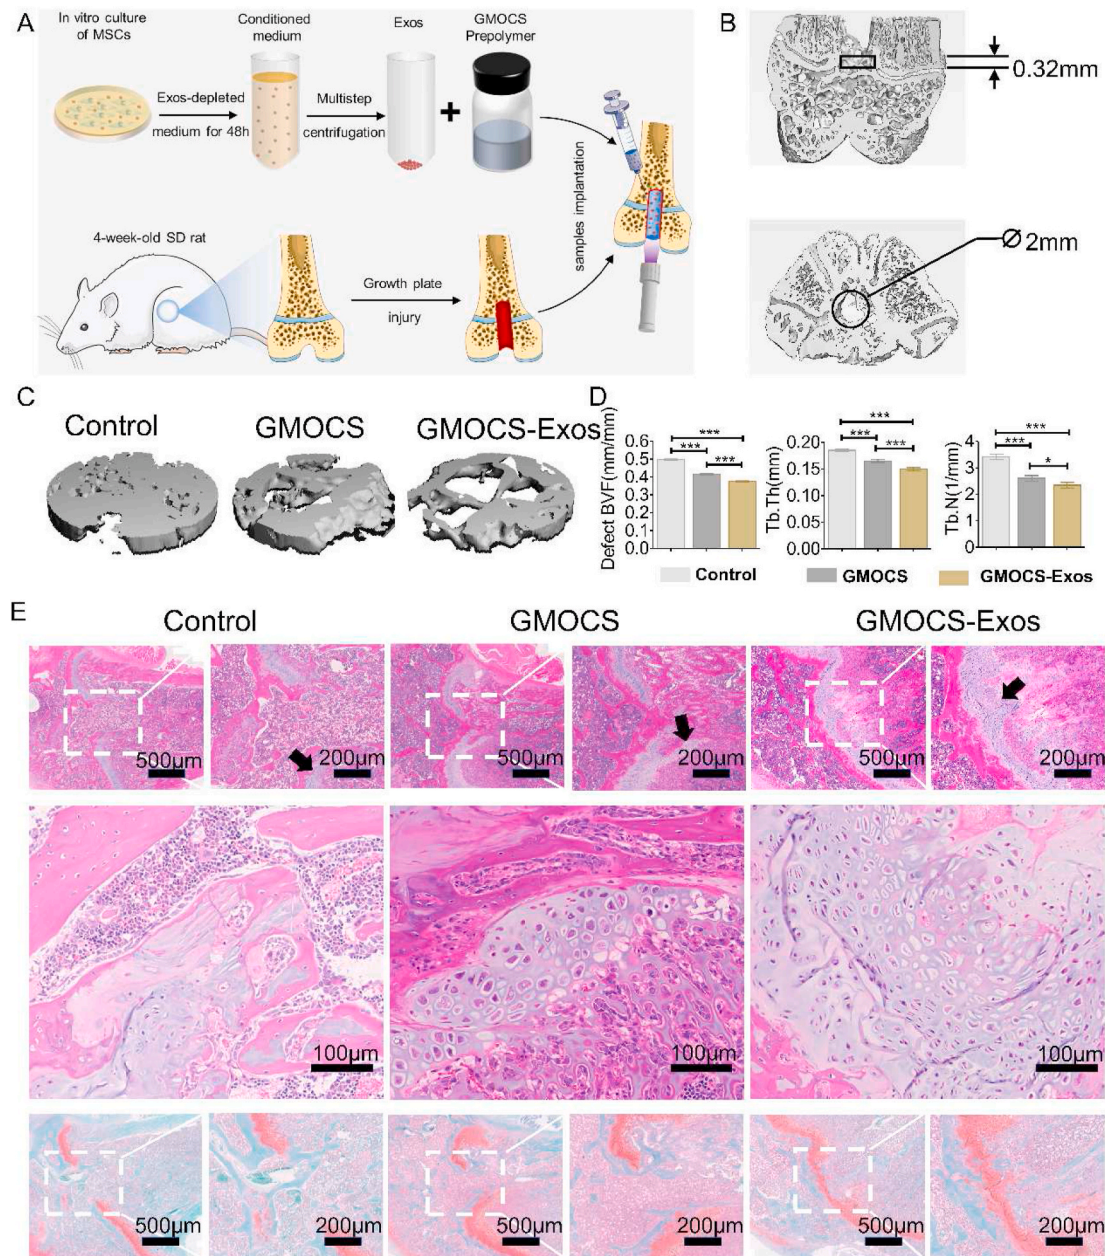 A
In vitro culture
of MSCs
Conditioned
medium
Exos
GMOCS
Prepolymer
Exos-depleted
medium for 48h
Multistep
centrifugation
+
4-week-old SD rat
Growth plate
injury
samples implantation
B
0.32mm
Ø2mm
C
Control
GMOCS
GMOCS-Exos
D
Defect BVF(mm/mm)
0.6
0.5
0.4
0.3
0.2
0.1
0.0
***
***
***
Tb.Th(mm)
0.20
0.15
0.10
0.05
0.00
***
***
***
Tb.N(1/mm)
4
3
2
1
0
***
***
*
Control
GMOCS
GMOCS-Exos
E
Control
GMOCS
GMOCS-Exos
500μm
200μm
500μm
200μm
500μm
200μm
100μm
100μm
100μm
500μm
200μm
500μm
200μm
500μm
200μm